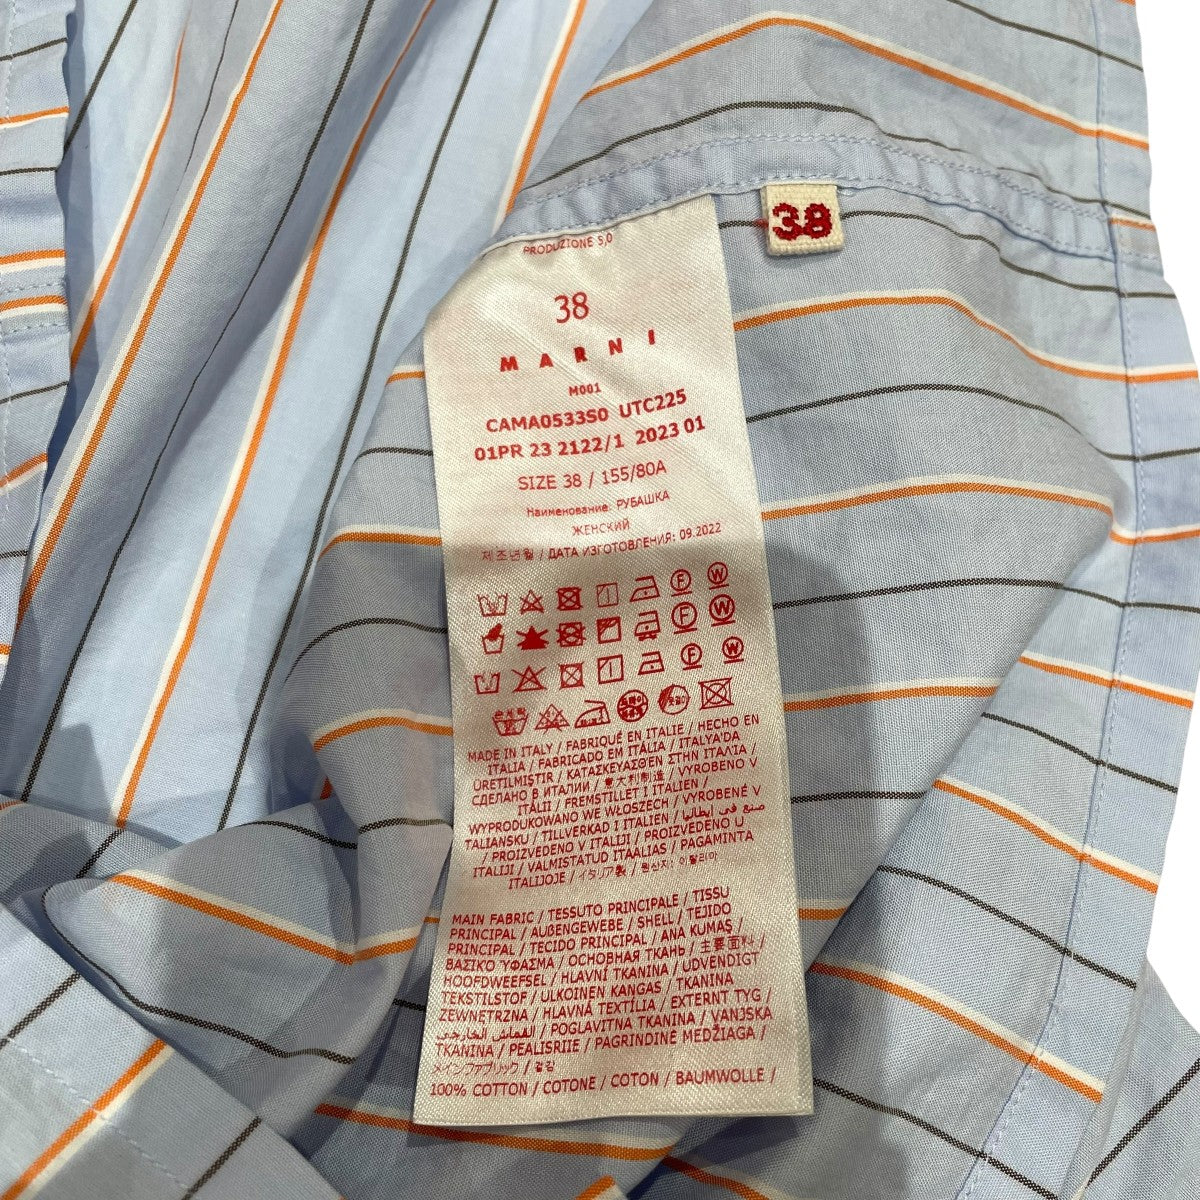 PRODUZIONE S,0
38
38
MARNI
M001
CAMA0533S0 UTC225
01PR 23 2122/1 2023 01
SIZE 38 / 155/80A
Наименование: РУБАШКА
ЖЕНСКИЙ
제조년월 / ДАТА ИЗГОТОВЛЕНИЯ: 09.2022
F W
F W
F W
MADE IN ITALY / FABRIQUÉ EN ITALIE / HECHO EN
ITALIA / FABRICADO EM ITÁLIA / ITALYA'DA
ÜRETILMIŞTIR / ΚΑΤΑΣΚΕΥΑΣΘΕΝ ΣΤΗΝ ΙΤΑΛΙΑ /
СДЕЛАНО В ИТАЛИИ / 意大利制造 / VYROBENO V
ITÁLII / FREMSTILLET I ITALIEN /
WYPRODUKOWANO WE WŁOSZECH / VYROBENÉ V
TALIANSKU / TILLVERKAD I ITALIEN / صنع في إيطاليا
/ PROIZVEDENO V ITALIJI / PROIZVEDENO U
ITALIJI / VALMISTATUD ITAALIAS / PAGAMINTA
ITALIJOJE / イタリア製 / 원산지: 이탈리아
MAIN FABRIC / TESSUTO PRINCIPALE / TISSU
PRINCIPAL / AUßENGEWEBE / SHELL / TEJIDO
PRINCIPAL / TECIDO PRINCIPAL / ANA KUMAŞ /
ΒΑΣΙΚΟ ΥΦΑΣΜΑ / ОСНОВНАЯ ТКАНЬ / 主要面料 /
HOOFDWEEFSEL / HLAVNÍ TKANINA / UDVENDIGT
TEKSTILSTOF / ULKOINEN KANGAS / TKANINA
ZEWNĘTRZNA / HLAVNÁ TEXTÍLIA / EXTERNT TYG /
القماش الخارجي / POGLAVITNA TKANINA / VANJSKA
TKANINA / PEALISRIIE / PAGRINDINĖ MEDŽIAGA /
メインファブリック / 겉감
100% COTTON / COTONE / COTON / BAUMWOLLE /